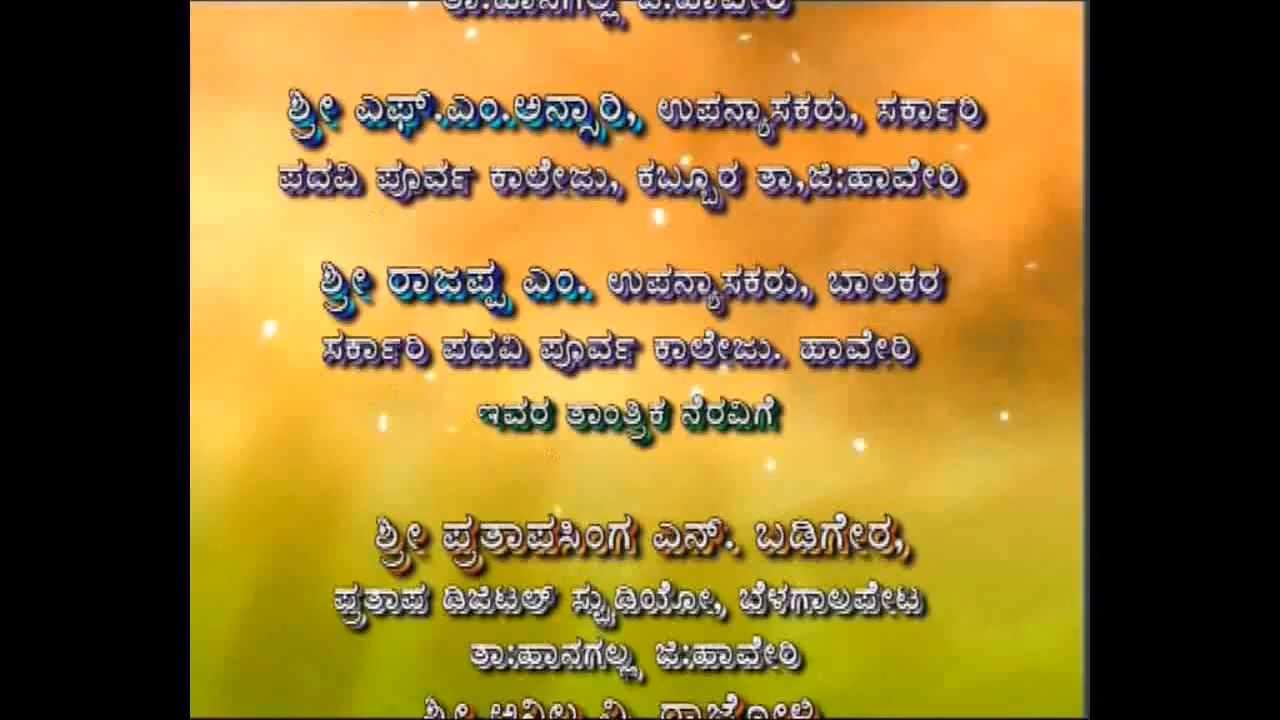 ತಾ:ಹಾನಗಲ್ಲ ಜಿ:ಹಾವೇರಿ
ಶ್ರೀ ಎಫ್.ಎಂ.ಅನ್ಸಾರಿ, ಉಪನ್ಯಾಸಕರು, ಸರ್ಕಾರಿ
ಪದವಿ ಪೂರ್ವ ಕಾಲೇಜು, ಕಬ್ಬೂರ ತಾ,ಜಿ:ಹಾವೇರಿ
ಶ್ರೀ ರಾಜಪ್ಪ ಎಂ. ಉಪನ್ಯಾಸಕರು, ಬಾಲಕರ
ಸರ್ಕಾರಿ ಪದವಿ ಪೂರ್ವ ಕಾಲೇಜು. ಹಾವೇರಿ
ಇವರ ತಾಂತ್ರಿಕ ನೆರವಿಗೆ
ಶ್ರೀ ಪ್ರತಾಪಸಿಂಗ ಎನ್. ಬಡಿಗೇರ,
ಪ್ರತಾಪ ಡಿಜಿಟಲ್ ಸ್ಟುಡಿಯೋ, ಬೆಳಗಾಲಪೇಟ
ತಾ:ಹಾನಗಲ್ಲ, ಜಿ:ಹಾವೇರಿ
ಶ್ರೀ